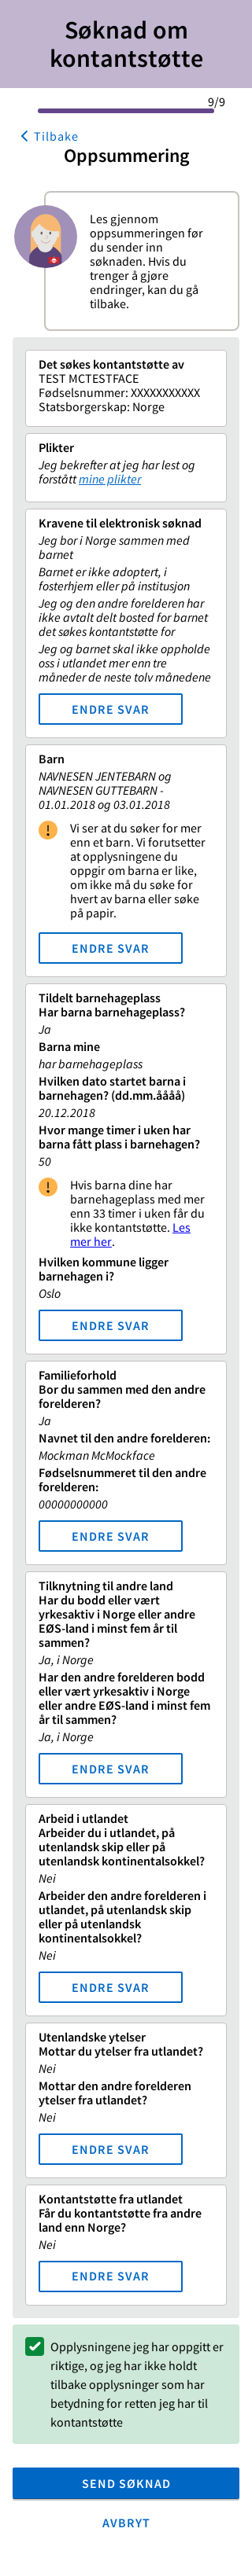 Søknad om
kontantstøtte
9/9
Tilbake
Oppsummering
Les gjennom
oppsummeringen før
du sender inn
søknaden. Hvis du
trenger å gjøre
endringer, kan du gå
tilbake.
Det søkes kontantstøtte av
TEST MCTESTFACE
Fødselsnummer: XXXXXXXXXXX
Statsborgerskap: Norge
Plikter
Jeg bekrefter at jeg har lest og
forstått mine plikter
Kravene til elektronisk søknad
Jeg bor i Norge sammen med
barnet
Barnet er ikke adoptert, i
fosterhjem eller på institusjon
Jeg og den andre forelderen har
ikke avtalt delt bosted for barnet
det søkes kontantstøtte for
Jeg og barnet skal ikke oppholde
oss i utlandet mer enn tre
måneder de neste tolv månedene
ENDRE SVAR
Barn
NAVNESEN JENTEBARN og
NAVNESEN GUTTEBARN -
01.01.2018 og 03.01.2018
Vi ser at du søker for mer
enn et barn. Vi forutsetter
at opplysningene du
oppgir om barna er like,
om ikke må du søke for
hvert av barna eller søke
på papir.
ENDRE SVAR
Tildelt barnehageplass
Har barna barnehageplass?
Ja
Barna mine
har barnehageplass
Hvilken dato startet barna i
barnehagen? (dd.mm.åååå)
20.12.2018
Hvor mange timer i uken har
barna fått plass i barnehagen?
50
Hvis barna dine har
barnehageplass med mer
enn 33 timer i uken får du
ikke kontantstøtte. Les
mer her.
Hvilken kommune ligger
barnehagen i?
Oslo
ENDRE SVAR
Familieforhold
Bor du sammen med den andre
forelderen?
Ja
Navnet til den andre forelderen:
Mockman McMockface
Fødselsnummeret til den andre
forelderen:
00000000000
ENDRE SVAR
Tilknytning til andre land
Har du bodd eller vært
yrkesaktiv i Norge eller andre
EØS-land i minst fem år til
sammen?
Ja, i Norge
Har den andre forelderen bodd
eller vært yrkesaktiv i Norge
eller andre EØS-land i minst fem
år til sammen?
Ja, i Norge
ENDRE SVAR
Arbeid i utlandet
Arbeider du i utlandet, på
utenlandsk skip eller på
utenlandsk kontinentalsokkel?
Nei
Arbeider den andre forelderen i
utlandet, på utenlandsk skip
eller på utenlandsk
kontinentalsokkel?
Nei
ENDRE SVAR
Utenlandske ytelser
Mottar du ytelser fra utlandet?
Nei
Mottar den andre forelderen
ytelser fra utlandet?
Nei
ENDRE SVAR
Kontantstøtte fra utlandet
Får du kontantstøtte fra andre
land enn Norge?
Nei
ENDRE SVAR
Opplysningene jeg har oppgitt er
riktige, og jeg har ikke holdt
tilbake opplysninger som har
betydning for retten jeg har til
kontantstøtte
SEND SØKNAD
AVBRYT